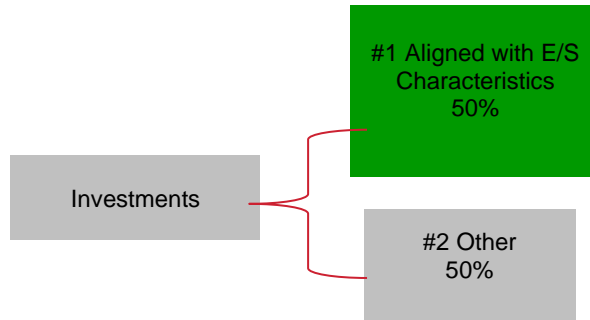 #1 Aligned with E/S
Characteristics
50%
Investments
#2 Other
50%